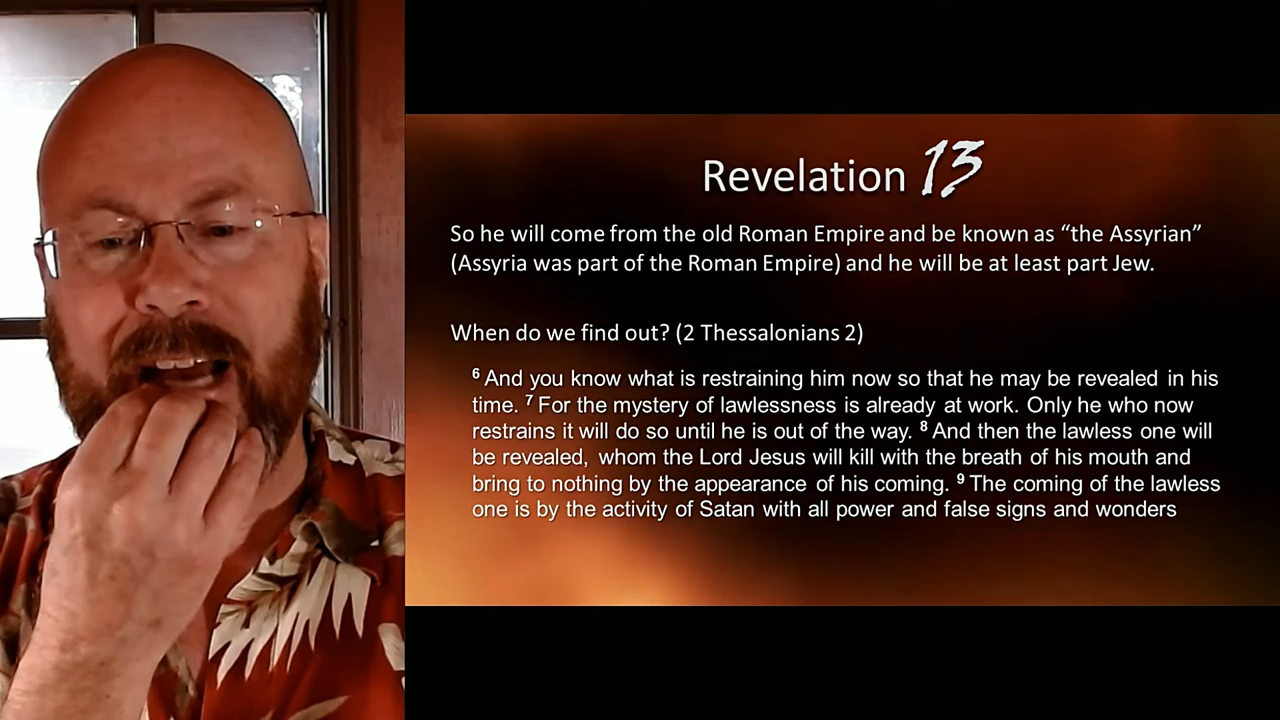 Revelation 13
So he will come from the old Roman Empire and be known as “the Assyrian”
(Assyria was part of the Roman Empire) and he will be at least part Jew.
When do we find out? (2 Thessalonians 2)
6 And you know what is restraining him now so that he may be revealed in his
time. 7 For the mystery of lawlessness is already at work. Only he who now
restrains it will do so until he is out of the way. 8 And then the lawless one will
be revealed, whom the Lord Jesus will kill with the breath of his mouth and
bring to nothing by the appearance of his coming. 9 The coming of the lawless
one is by the activity of Satan with all power and false signs and wonders